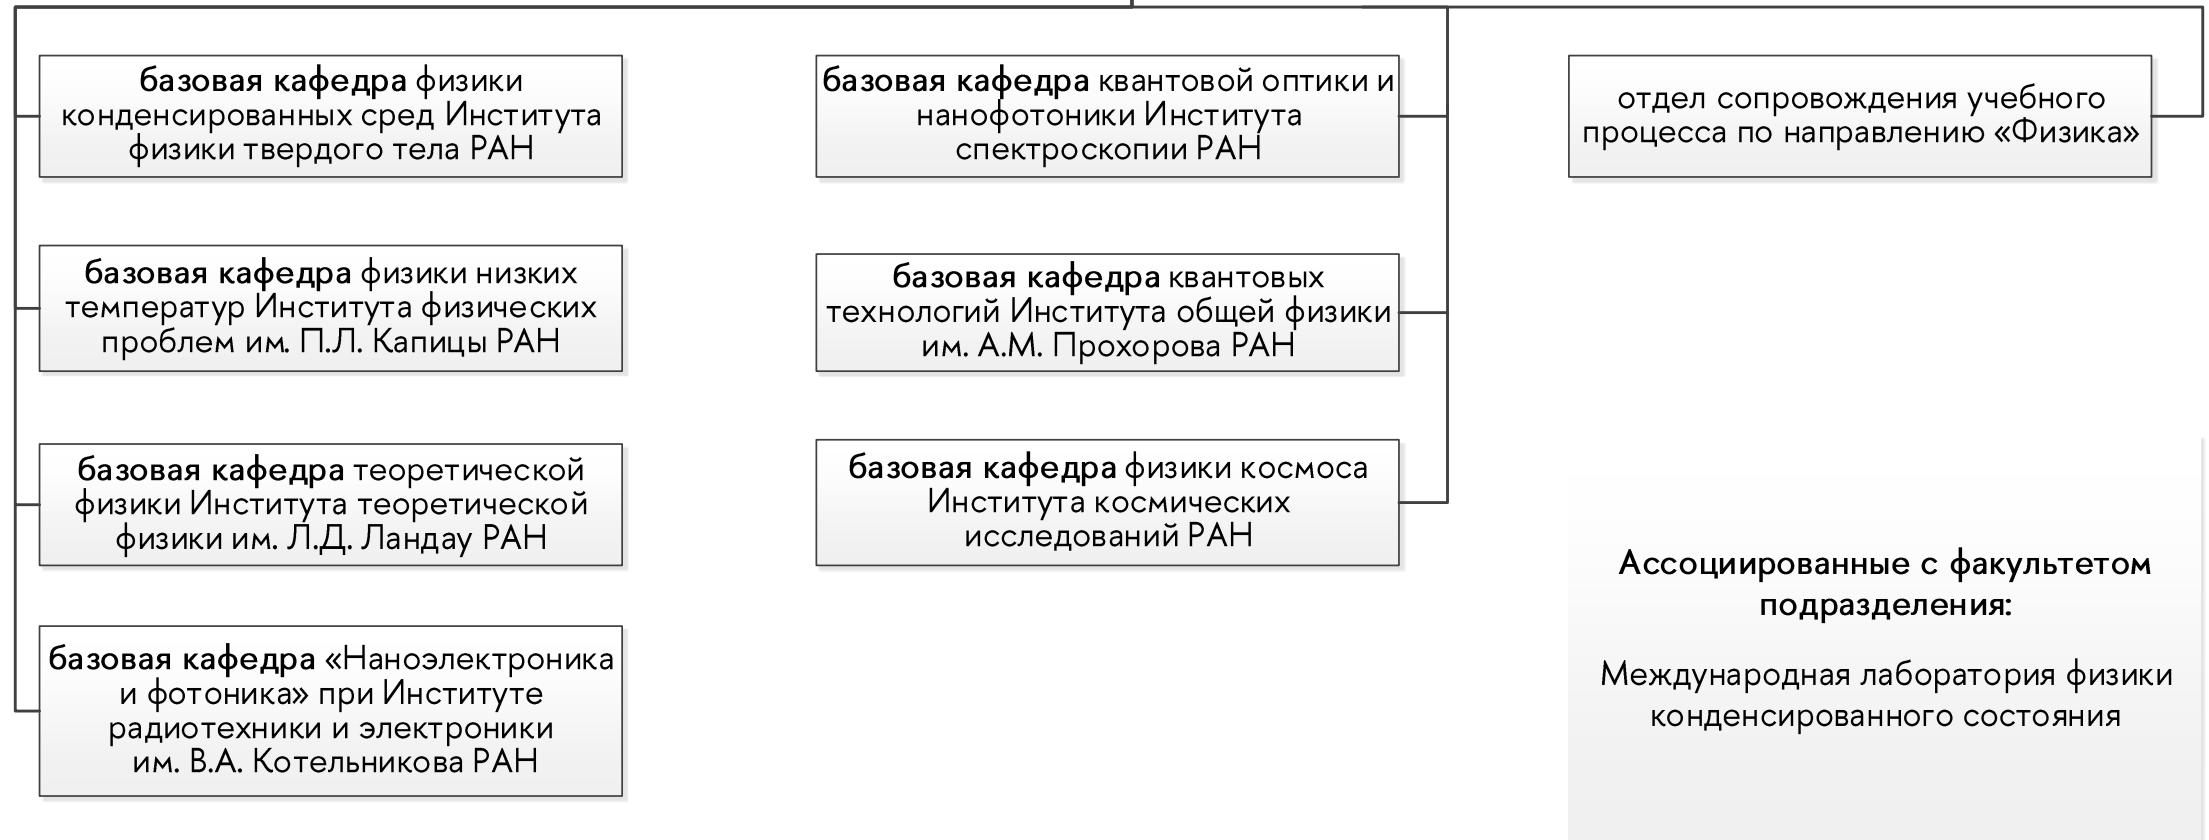 базовая кафедра физики
конденсированных сред Института
физики твердого тела РАН
базовая кафедра физики низких
температур Института физических
проблем им. П.Л. Капицы РАН
базовая кафедра теоретической
физики Института теоретической
физики им. Л.Д. Ландау РАН
базовая кафедра «Наноэлектроника
и фотоника» при Институте
радиотехники и электроники
им. В.А. Котельникова РАН
базовая кафедра квантовой оптики и
нанофотоники Института
спектроскопии РАН
базовая кафедра квантовых
технологий Института общей физики
им. А.М. Прохорова РАН
базовая кафедра физики космоса
Института космических
исследований РАН
отдел сопровождения учебного
процесса по направлению «Физика»
Ассоциированные с факультетом
подразделения:
Международная лаборатория физики
конденсированного состояния